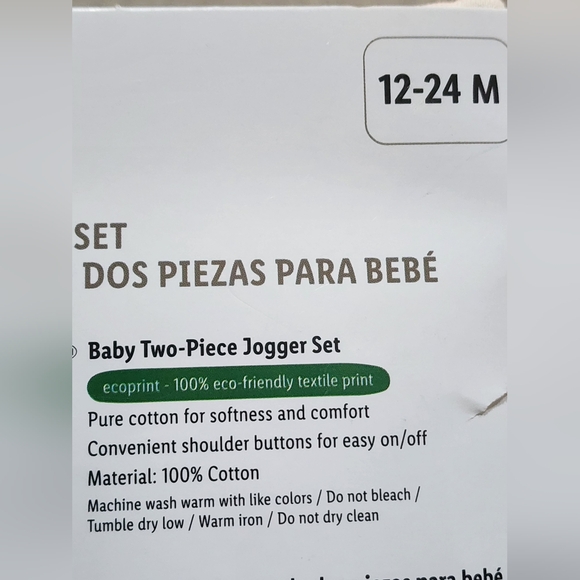 12-24 M
SET
DOS PIEZAS PARA BEBÉ
® Baby Two-Piece Jogger Set
ecoprint - 100% eco-friendly textile print
Pure cotton for softness and comfort
Convenient shoulder buttons for easy on/off
Material: 100% Cotton
Machine wash warm with like colors / Do not bleach /
Tumble dry low / Warm iron / Do not dry clean
para bebé